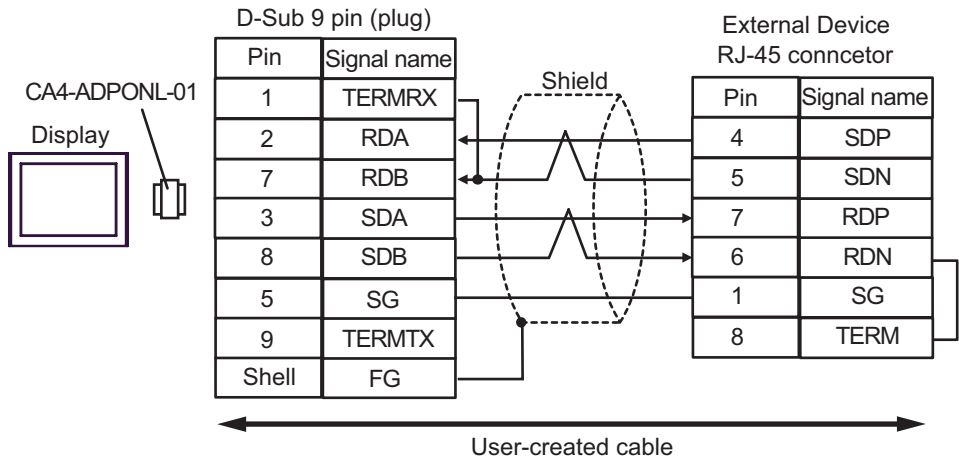 D-Sub 9 pin (plug)
External Device
RJ-45 conncetor
CA4-ADPONL-01
Display
Shield
Pin Signal name
1 TERMRX
2 RDA
7 RDB
3 SDA
8 SDB
5 SG
9 TERMTX
Shell FG
Pin Signal name
4 SDP
5 SDN
7 RDP
6 RDN
1 SG
8 TERM
User-created cable